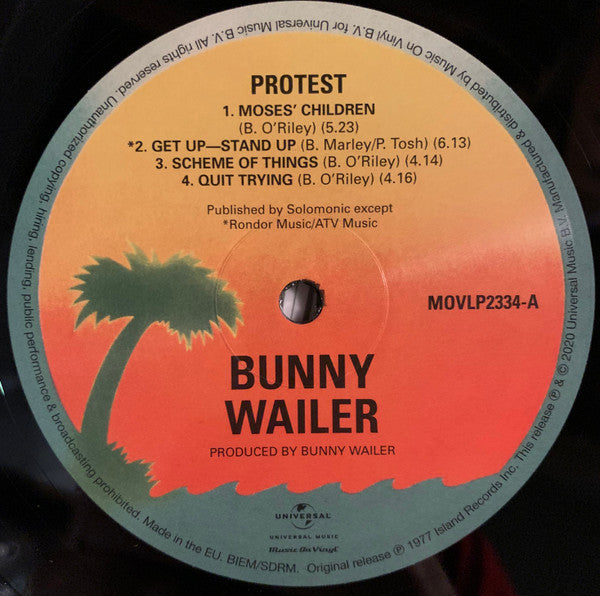 PROTEST
1. MOSES' CHILDREN
(B. O'Riley) (5.23)
*2. GET UP—STAND UP (B. Marley/P. Tosh) (6.13)
3. SCHEME OF THINGS (B. O'Riley) (4.14)
4. QUIT TRYING (B. O'Riley) (4.16)
Published by Solomonic except
*Rondor Music/ATV Music
MOVLP2334-A
BUNNY
WAILER
PRODUCED BY BUNNY WAILER
UNIVERSAL
UNIVERSAL MUSIC
Music On Vinyl
Original release ℗ 1977 Island Records Inc. This release ℗ & © 2020 Universal Music B.V. Manufactured & distributed by Music On Vinyl B.V. for Universal Music B.V. All rights reserved. Unauthorized copying, hiring, lending, public performance & broadcasting prohibited. Made in the EU. BIEM/SDRM.